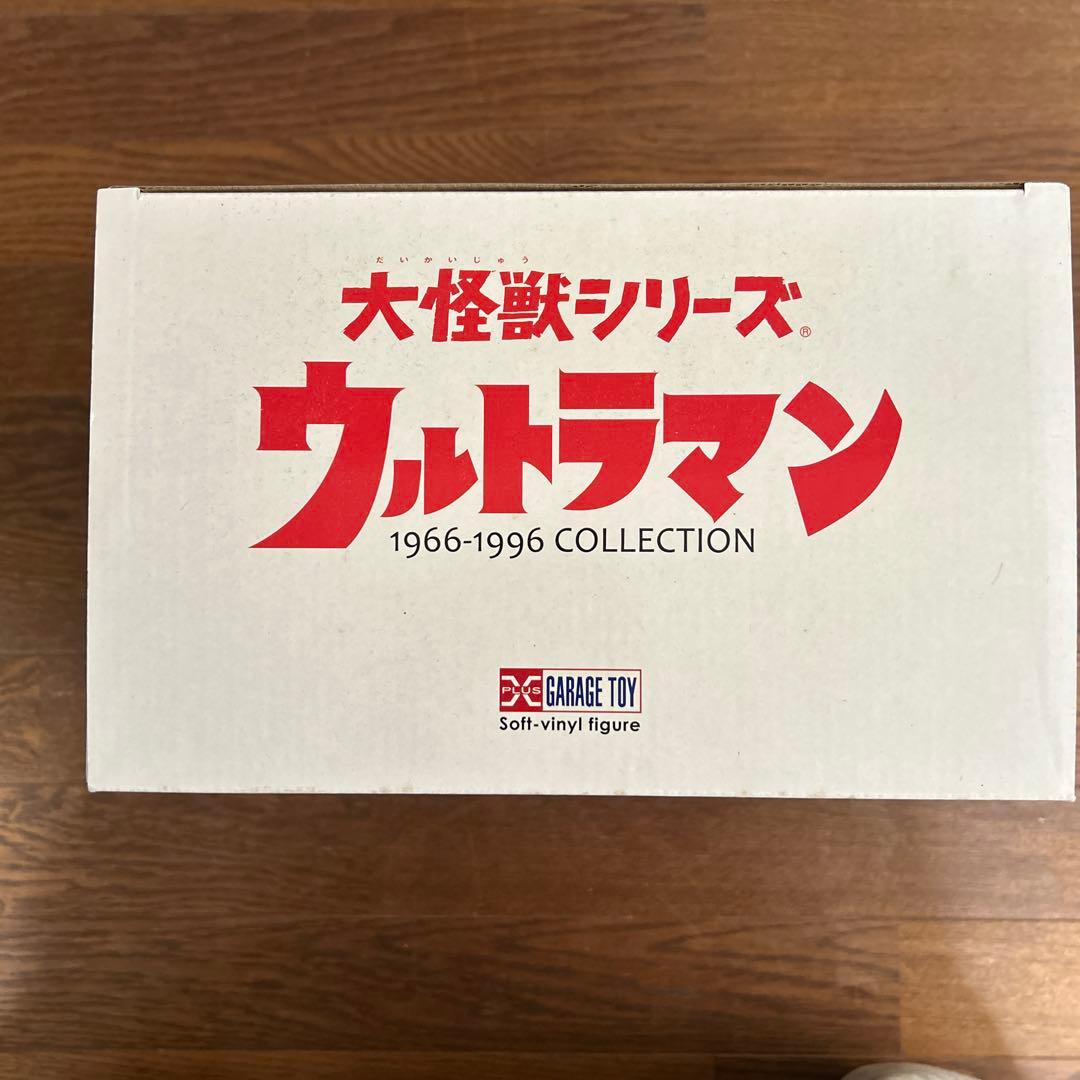 だいかいじゅう
大怪獣シリーズ®
ウルトラマン
1966-1996 COLLECTION
X PLUS GARAGE TOY
Soft-vinyl figure